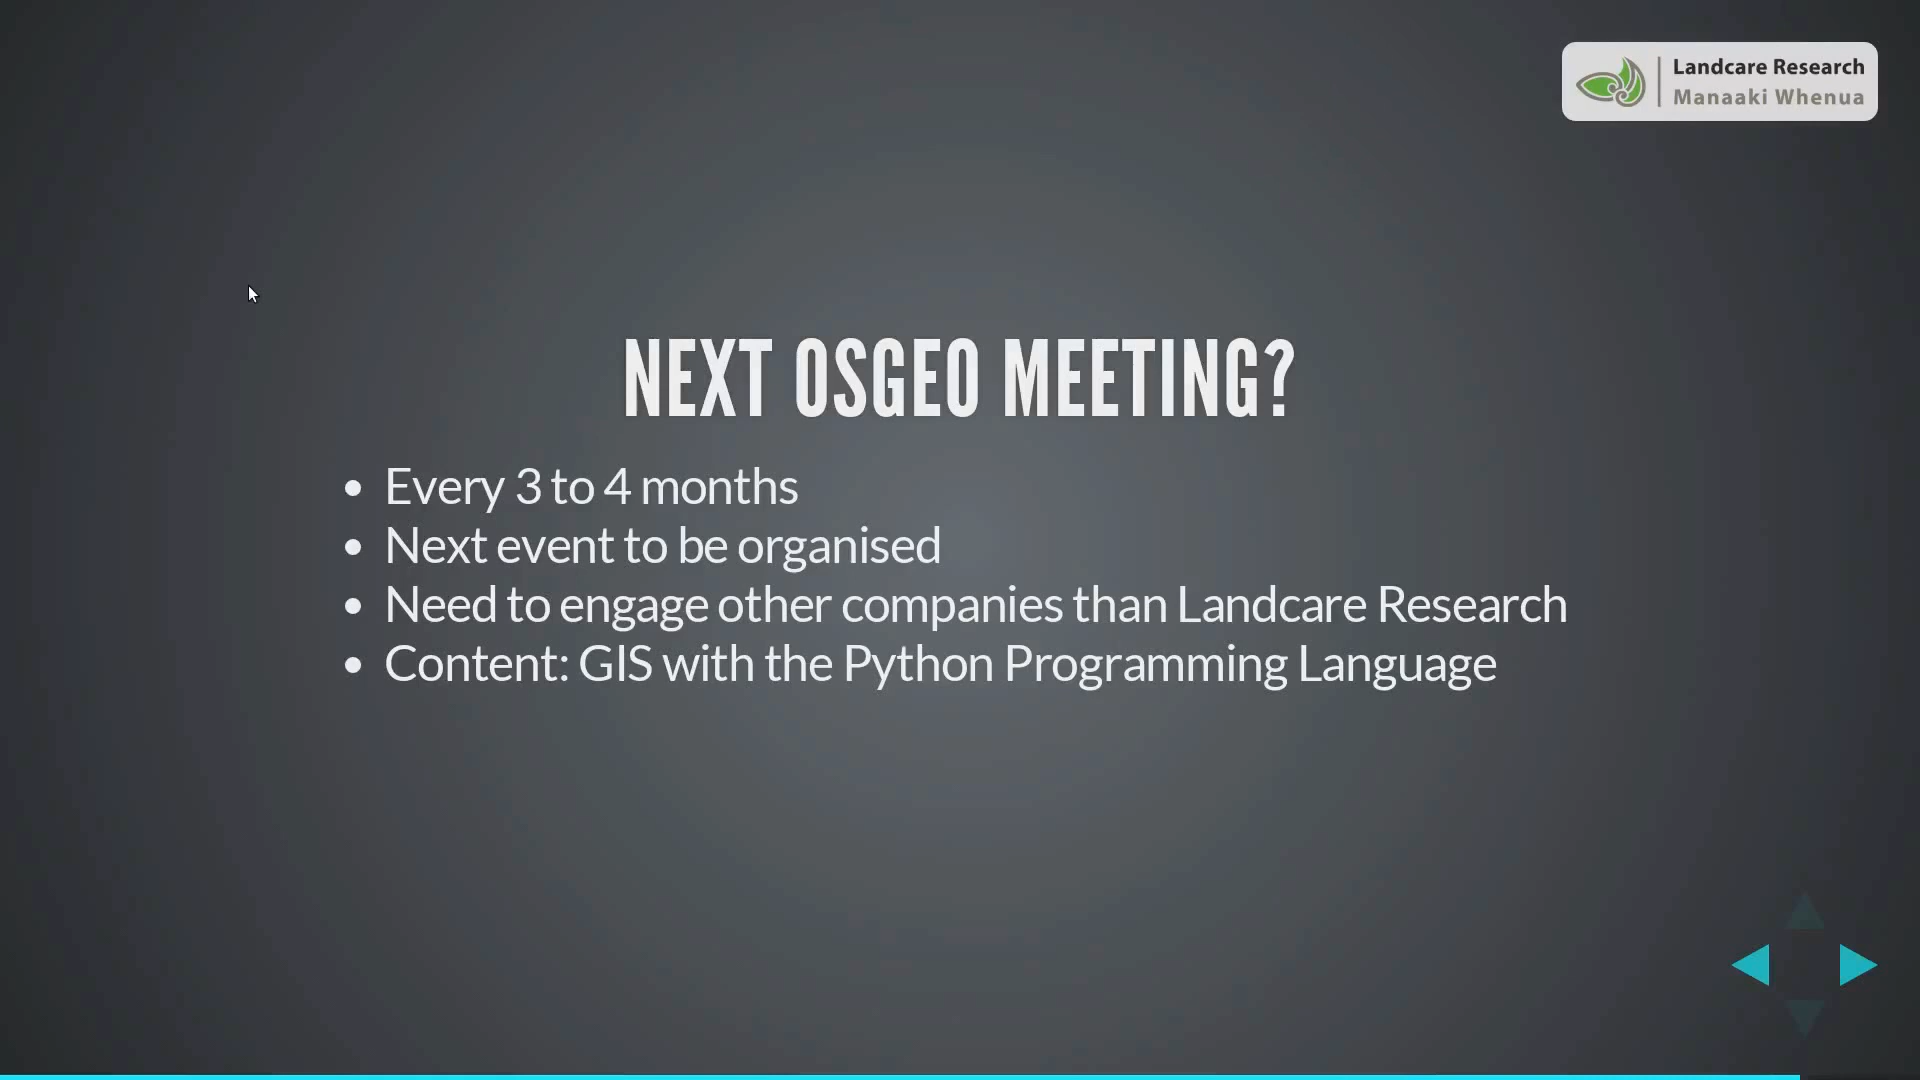 Landcare Research
Manaaki Whenua
NEXT OSGEO MEETING?
Every 3 to 4 months
Next event to be organised
Need to engage other companies than Landcare Research
Content: GIS with the Python Programming Language